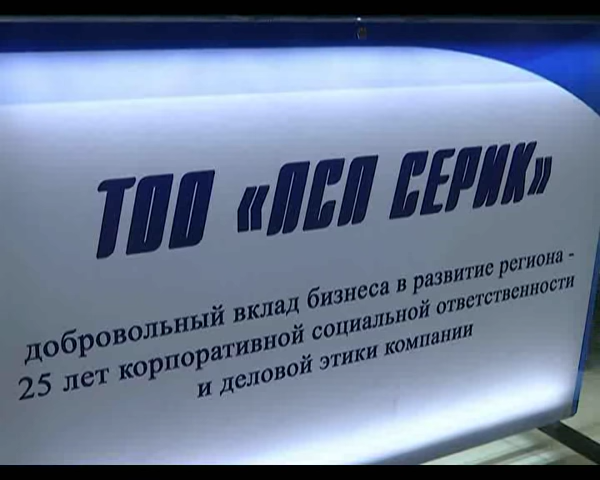 ТОО «ЛСП СЕРИК»
добровольный вклад бизнеса в развитие региона -
25 лет корпоративной социальной ответственности
и деловой этики компании